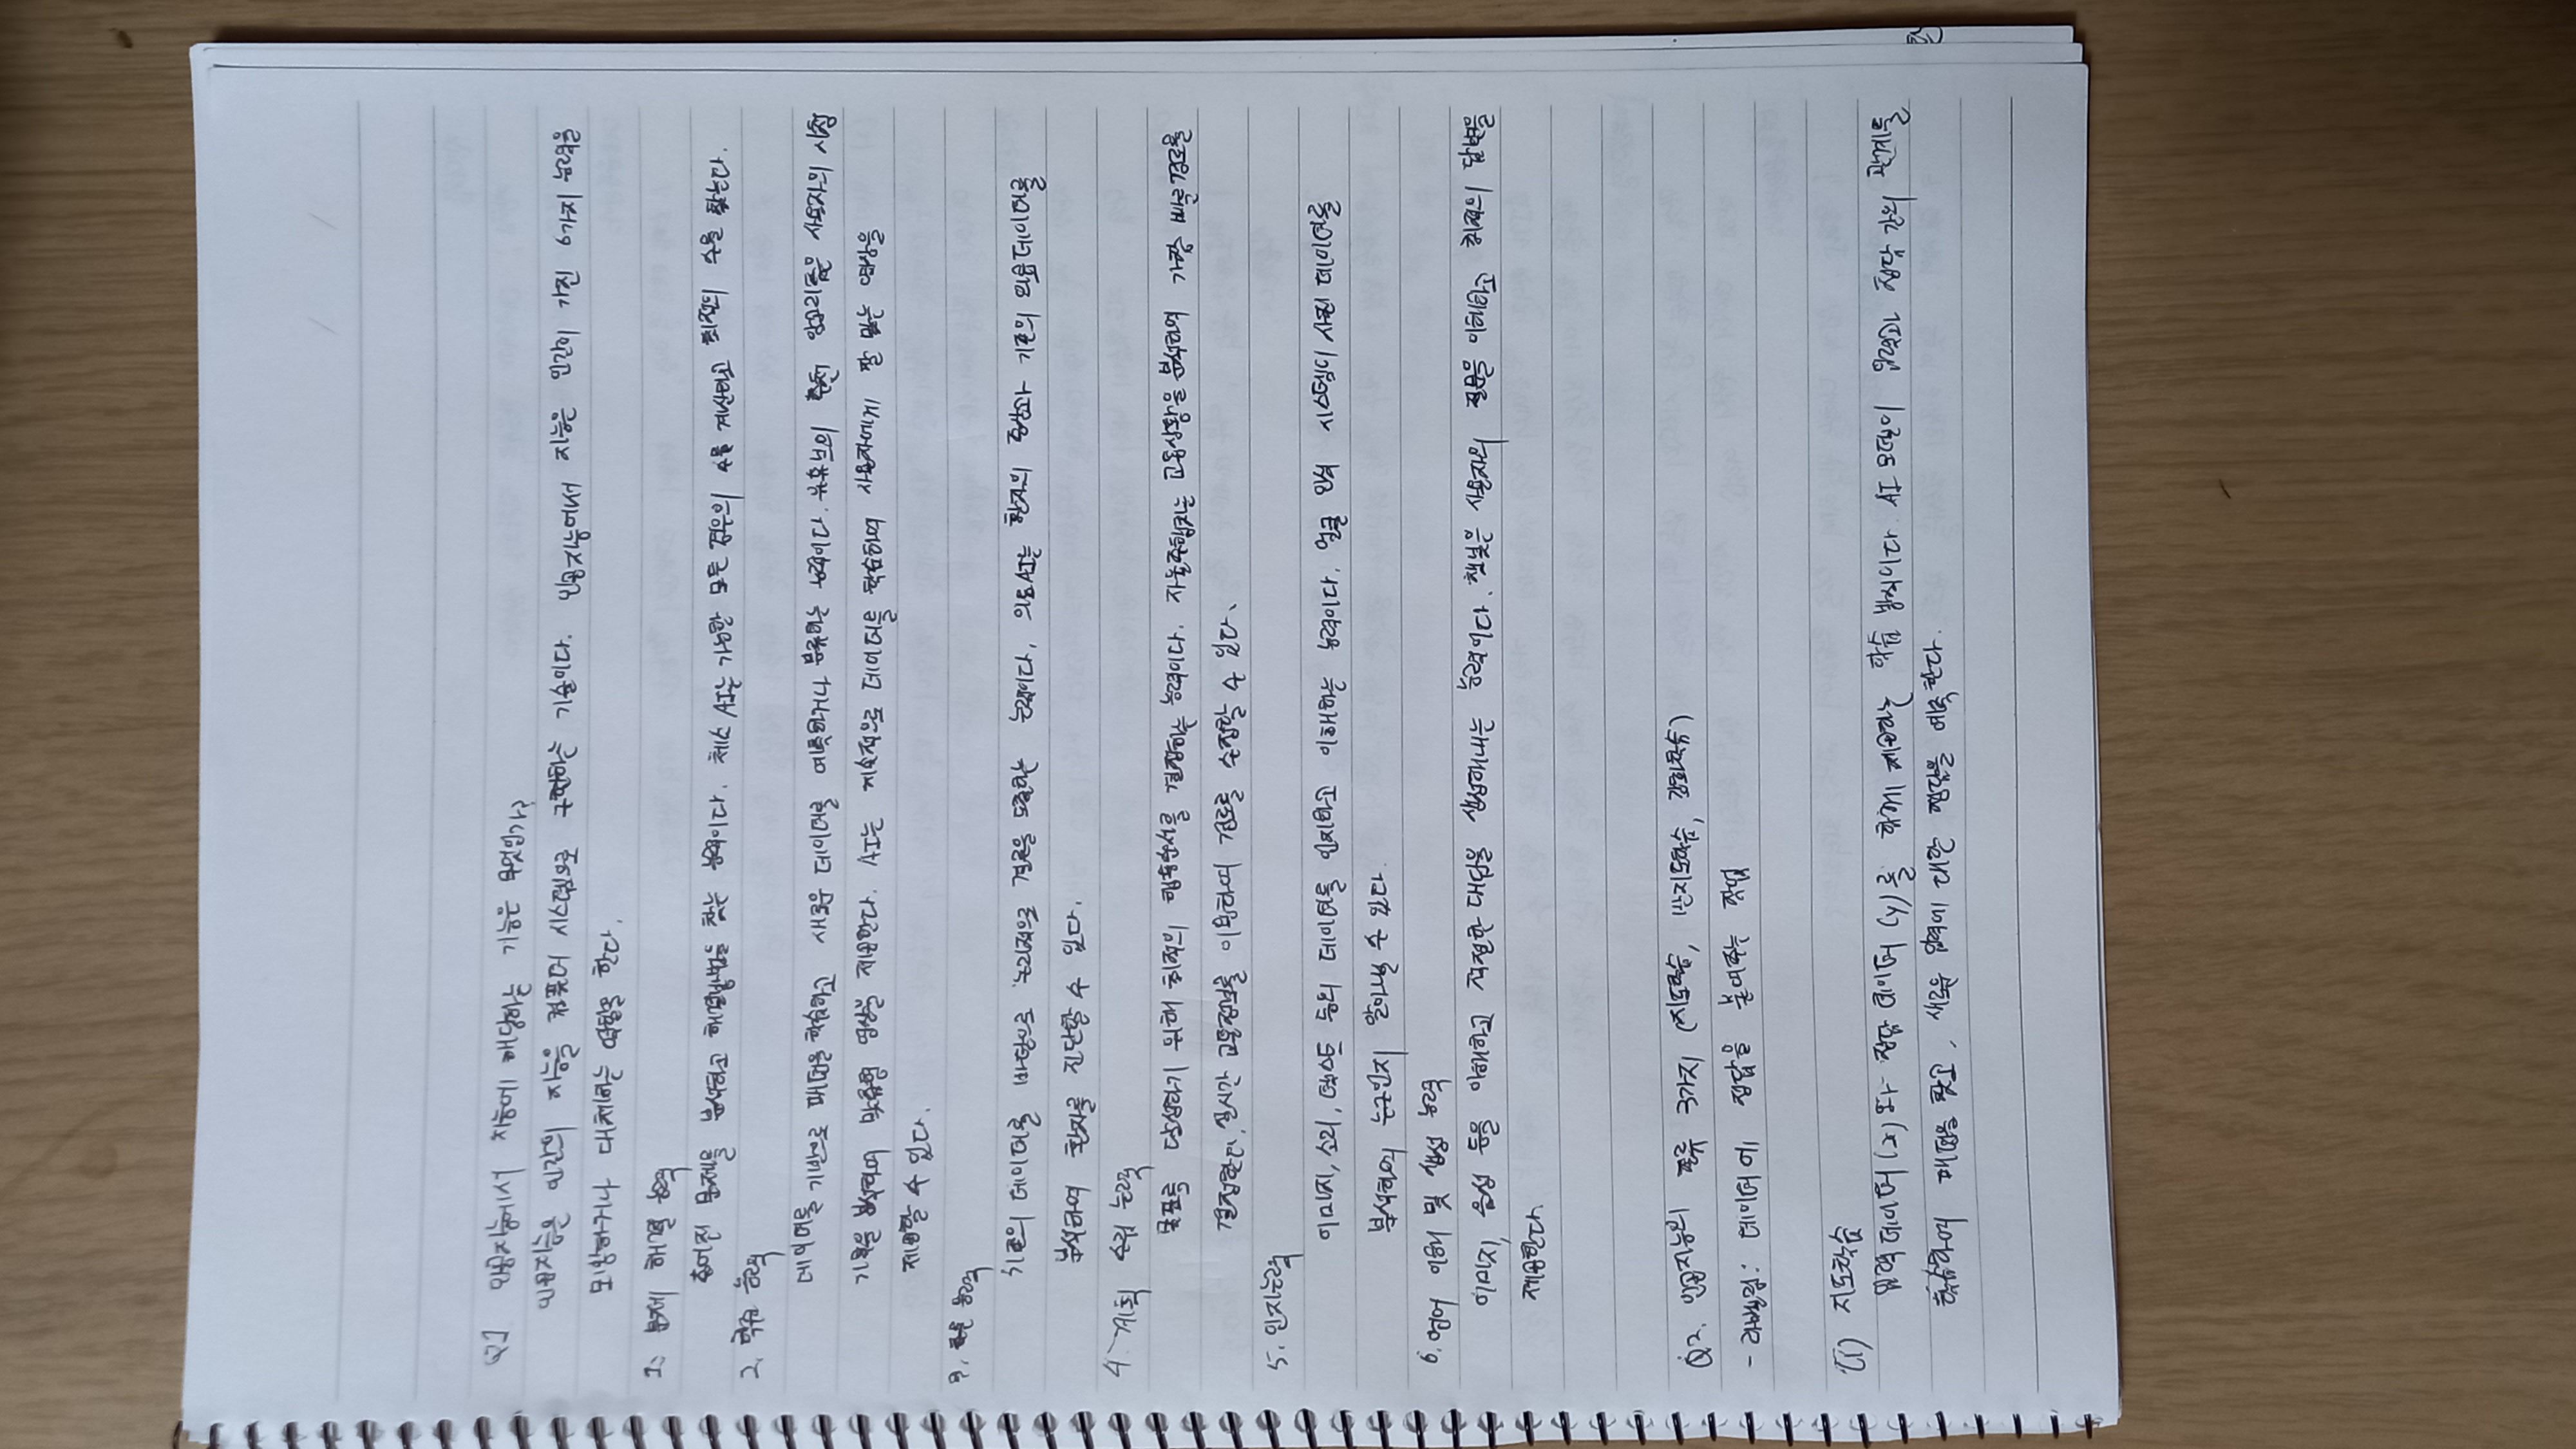 Q1 인공지능에서 지능에 해당하는 기능은 무엇인가?
인공지능은 인간의 지능을 컴퓨터 시스템으로 구현하는 기술이다. 인공지능에서 지능은 인간이 가진 6가지 능력을
모방하거나 대체하는 역할을 한다.
1. 문제 해결 능력
주어진 문제를 분석하고 해결방법을 찾는 능력이다. 체스 AI는 가능한 모든 경우의 수를 계산하고 최적의 수를 찾는다.
2. 학습 능력
데이터를 기반으로 패턴을 학습하고 새로운 데이터를 예측하거나 분류하는 능력이다. 유튜브의 추천 알고리즘은 사용자의 시청
기록을 분석하여 맞춤형 영상을 제공한다. AI는 지속적으로 데이터를 학습하여 사용자에게 잘 맞는 영상을
제공할 수 있다.
3. 추론 능력
기존의 데이터를 바탕으로 논리적으로 결론을 도출하는 능력이다. 의료AI는 환자의 증상과 기존의 의료데이터를
분석하여 환자를 진단할 수 있다.
4. 계획 수립 능력
목표를 달성하기 위해 최적의 행동순서를 결정하는 능력이다. 자율주행차는 교통상황을 분석하여 가장 빠른 경로를
결정한다. 실시간 교통정보를 이용하여 경로를 수정할 수 있다.
5. 인지능력
이미지, 소리, 텍스트 등의 데이터를 인지하고 이해하는 능력이다. 얼굴 인식 시스템이 사진 데이터를
분석하여 누구인지 알아낼 수 있다.
6. 언어 이해 및 생성 능력
이미지, 음성 등을 이해하고 적절한 대답을 생성해내는 능력이다. 챗봇은 사용자의 질문을 이해하고 최적의 답변을
제공한다.
Q2. 인공지능의 종류 3가지 (지도학습, 반지도학습, 강화학습)
- 라벨링: 데이터에 정답을 붙여주는 작업
(1) 지도학습
입력 데이터(x)와 정답 데이터(y)를 함께 제공하는 학습 방식이다. AI 모델이 입력과 정답 간의 관계를
학습하여 패턴을 찾고, 새로운 입력에 대한 정답을 예측한다.